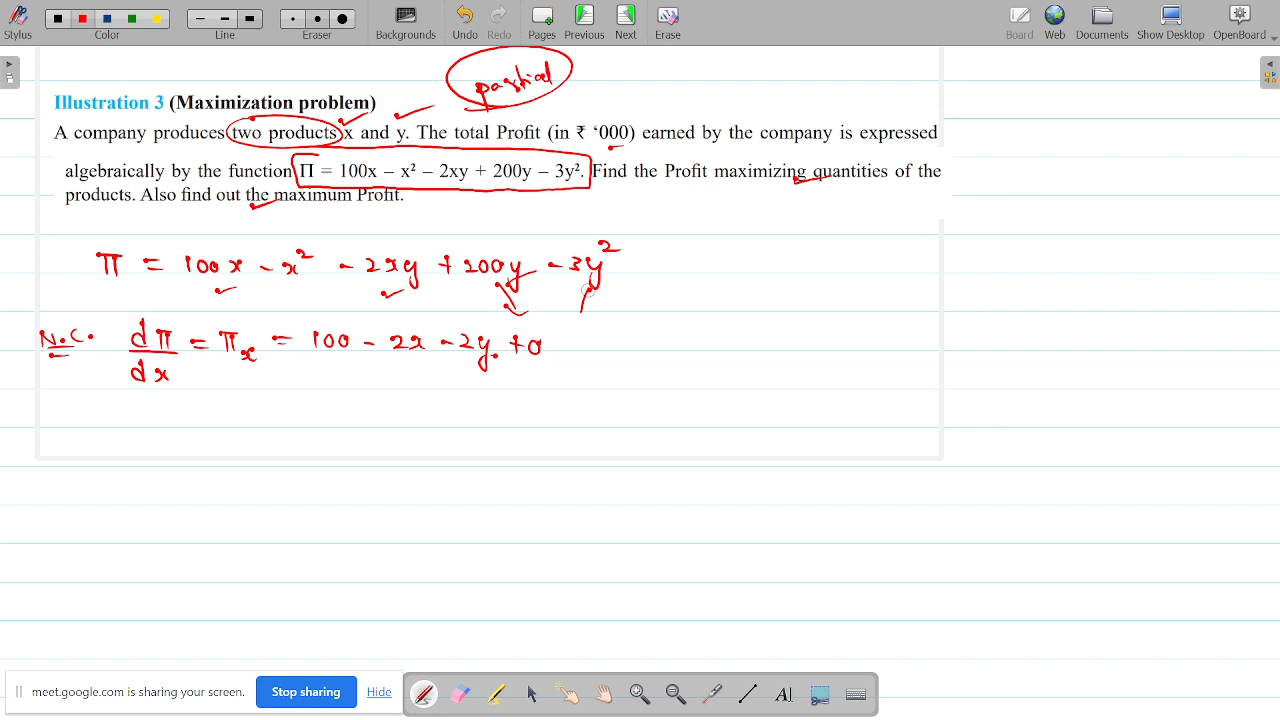 Stylus Color Line Eraser Backgrounds Undo Redo Pages Previous Next Erase Board Web Documents Show Desktop OpenBoard
partial
Illustration 3 (Maximization problem)
A company produces two products x and y. The total Profit (in ₹ ‘000) earned by the company is expressed
algebraically by the function Π = 100x – x² – 2xy + 200y – 3y². Find the Profit maximizing quantities of the
products. Also find out the maximum Profit.
π = 100x - x² - 2xy + 200y - 3y²
N.C. dπ/dx = πx = 100 - 2x - 2y. + 0
meet.google.com is sharing your screen. Stop sharing Hide